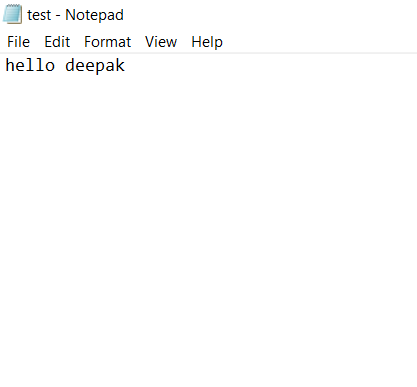 test - Notepad
File Edit Format View Help
hello deepak